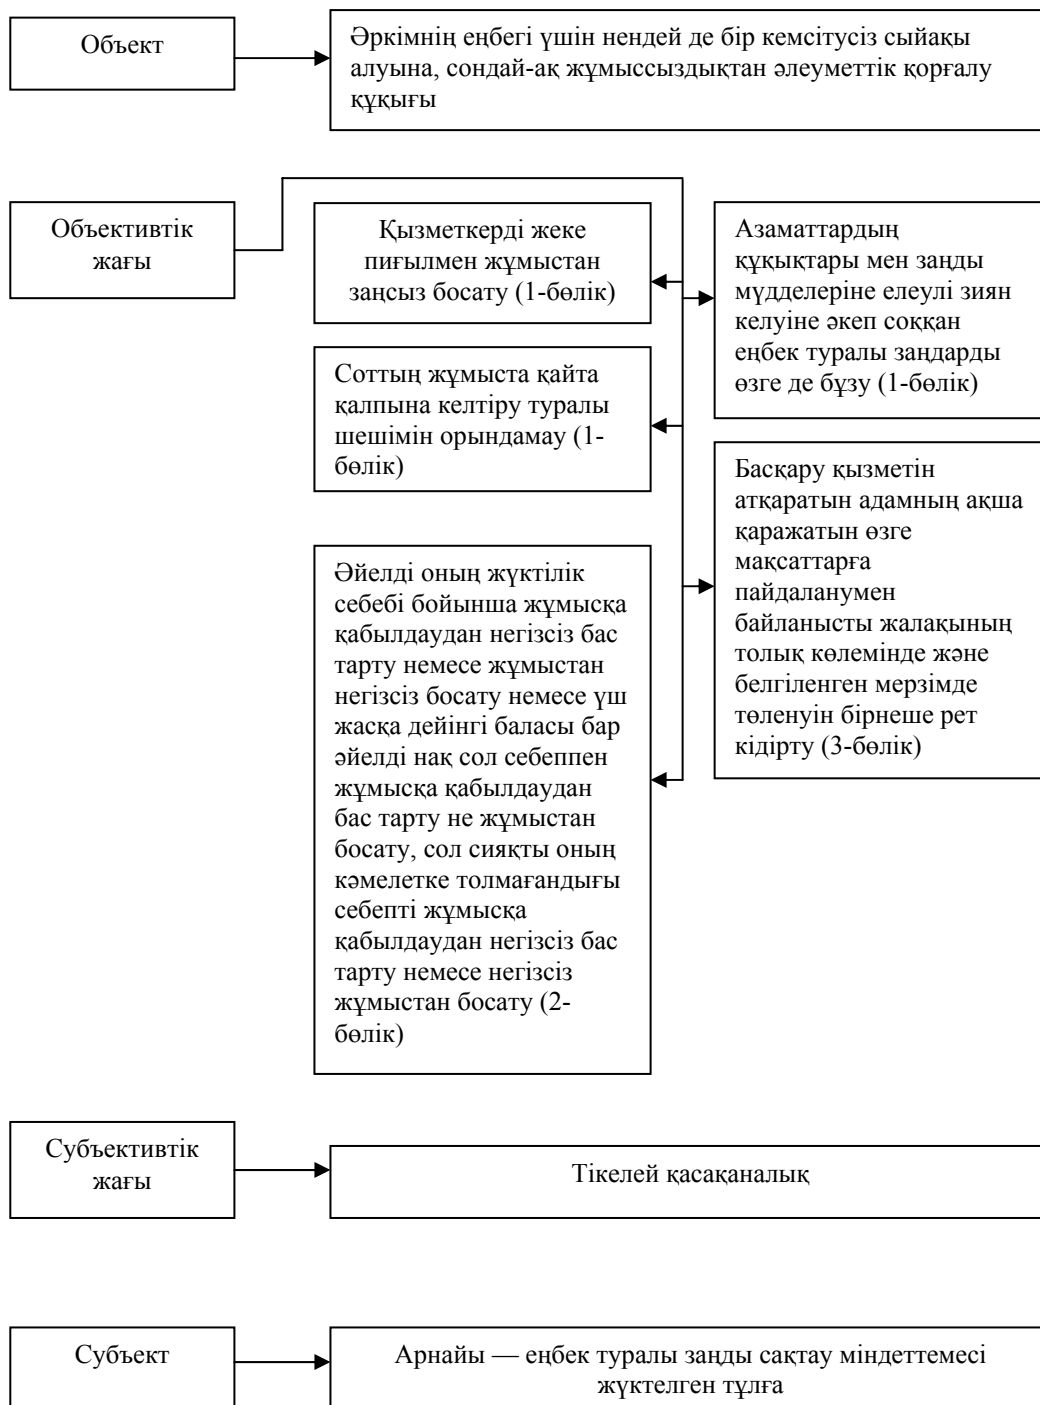 Объект
Әркімнің еңбегі үшін нендей де бір кемсітусіз сыйақы
алуына, сондай-ақ жұмыссыздықтан әлеуметтік қорғалу
құқығы
Объективтік
жағы
Қызметкерді жеке
пиғылмен жұмыстан
заңсыз босату (1-бөлік)
Азаматтардың
құқықтары мен заңды
мүдделеріне елеулі зиян
келуіне әкеп соққан
еңбек туралы заңдарды
өзге де бұзу (1-бөлік)
Соттың жұмыста қайта
қалпына келтіру туралы
шешімін орындамау (1-
бөлік)
Басқару қызметін
атқаратын адамның ақша
қаражатын өзге
мақсаттарға
пайдаланумен
байланысты жалақының
толық көлемінде және
белгіленген мерзімде
төленуін бірнеше рет
кідірту (3-бөлік)
Әйелді оның жүктілік
себебі бойынша жұмысқа
қабылдаудан негізсіз бас
тарту немесе жұмыстан
негізсіз босату немесе үш
жасқа дейінгі баласы бар
әйелді нақ сол себеппен
жұмысқа қабылдаудан
бас тарту не жұмыстан
босату, сол сияқты оның
кәмелетке толмағандығы
себепті жұмысқа
қабылдаудан негізсіз бас
тарту немесе негізсіз
жұмыстан босату (2-
бөлік)
Субъективтік
жағы
Тікелей қасақаналық
Субъект
Арнайы — еңбек туралы заңды сақтау міндеттемесі
жүктелген тұлға